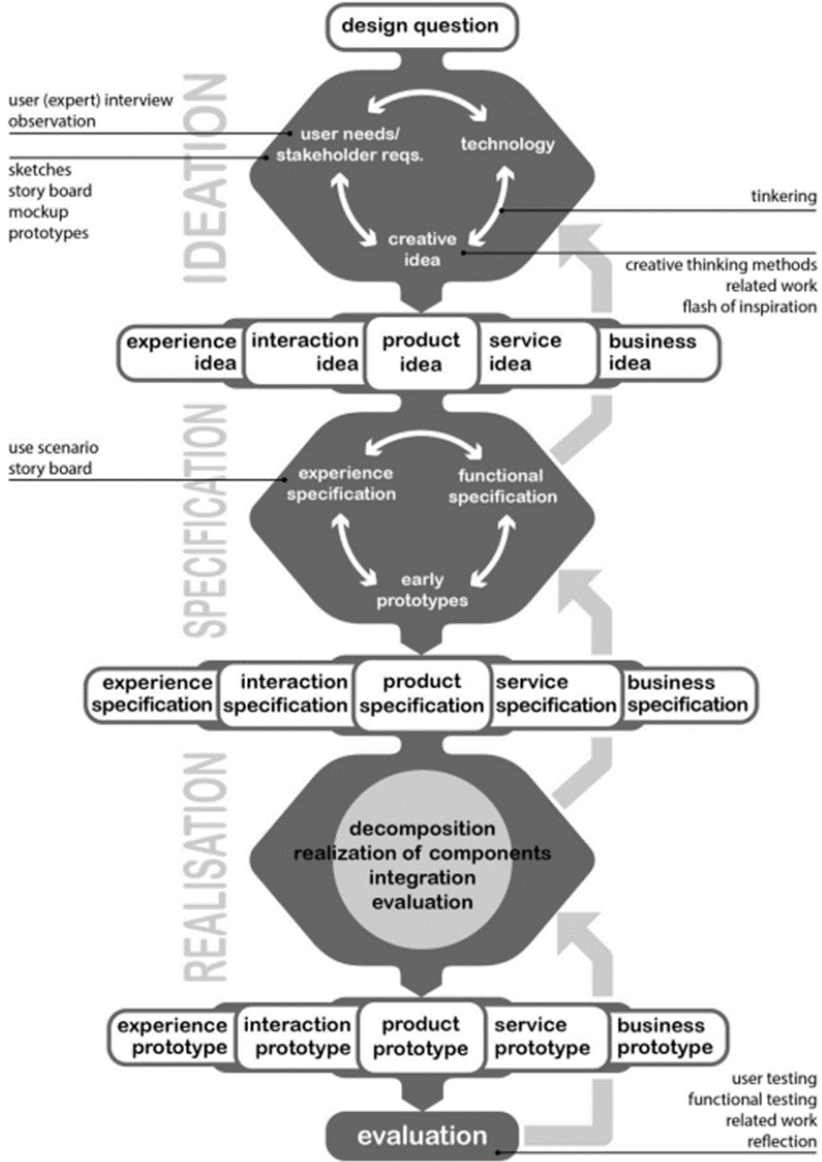 design question
IDEATION
user (expert) interview
observation
sketches
story board
mockup
prototypes
user needs/
stakeholder reqs.
technology
creative
idea
tinkering
creative thinking methods
related work
flash of inspiration
experience
idea
interaction
idea
product
idea
service
idea
business
idea
SPECIFICATION
use scenario
story board
experience
specification
functional
specification
early
prototypes
experience
specification
interaction
specification
product
specification
service
specification
business
specification
REALISATION
decomposition
realization of components
integration
evaluation
experience
prototype
interaction
prototype
product
prototype
service
prototype
business
prototype
evaluation
user testing
functional testing
related work
reflection